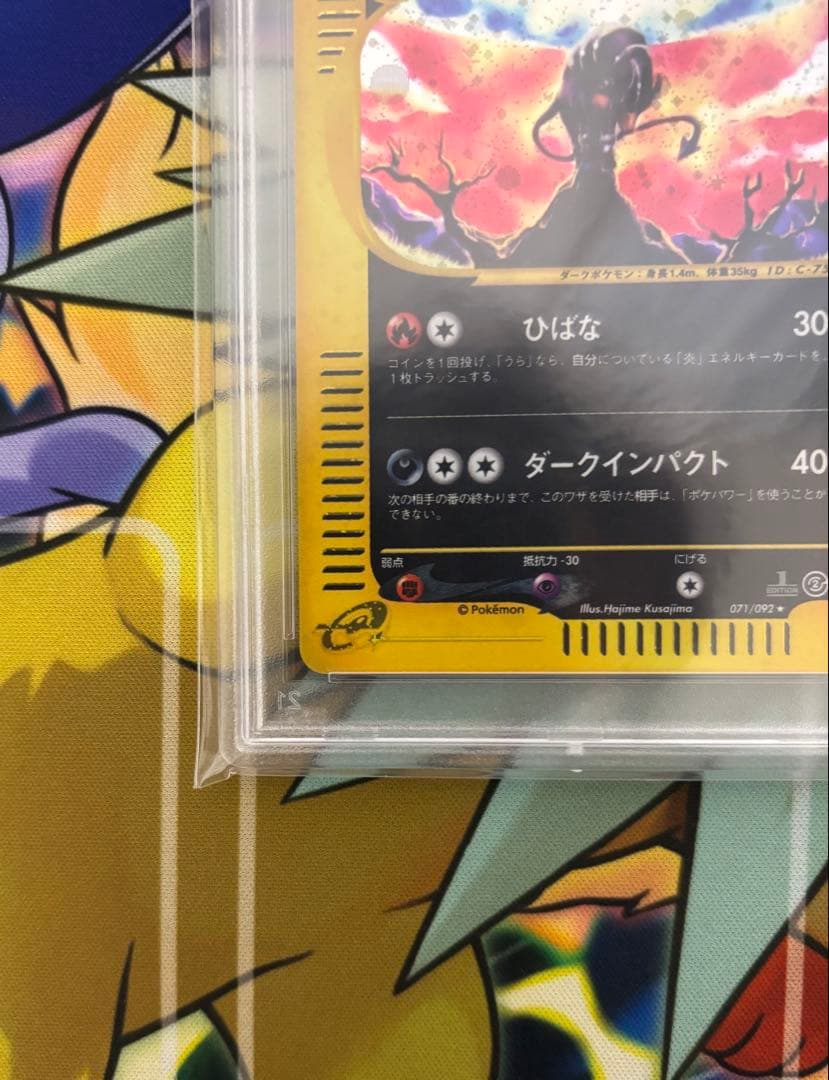 ダークポケモン：身長1.4m、体重35kg ID：C-75
ひばな 30
コインを1回投げ、「うら」なら、自分についている「炎」エネルギーカードを、
1枚トラッシュする。
ダークインパクト 40
次の相手の番の終わりまで、このワザを受けた相手は、「ポケパワー」を使うことが
できない。
弱点 抵抗力 -30 にげる
1 EDITION
©Pokémon Illus.Hajime Kusajima 071/092★
21